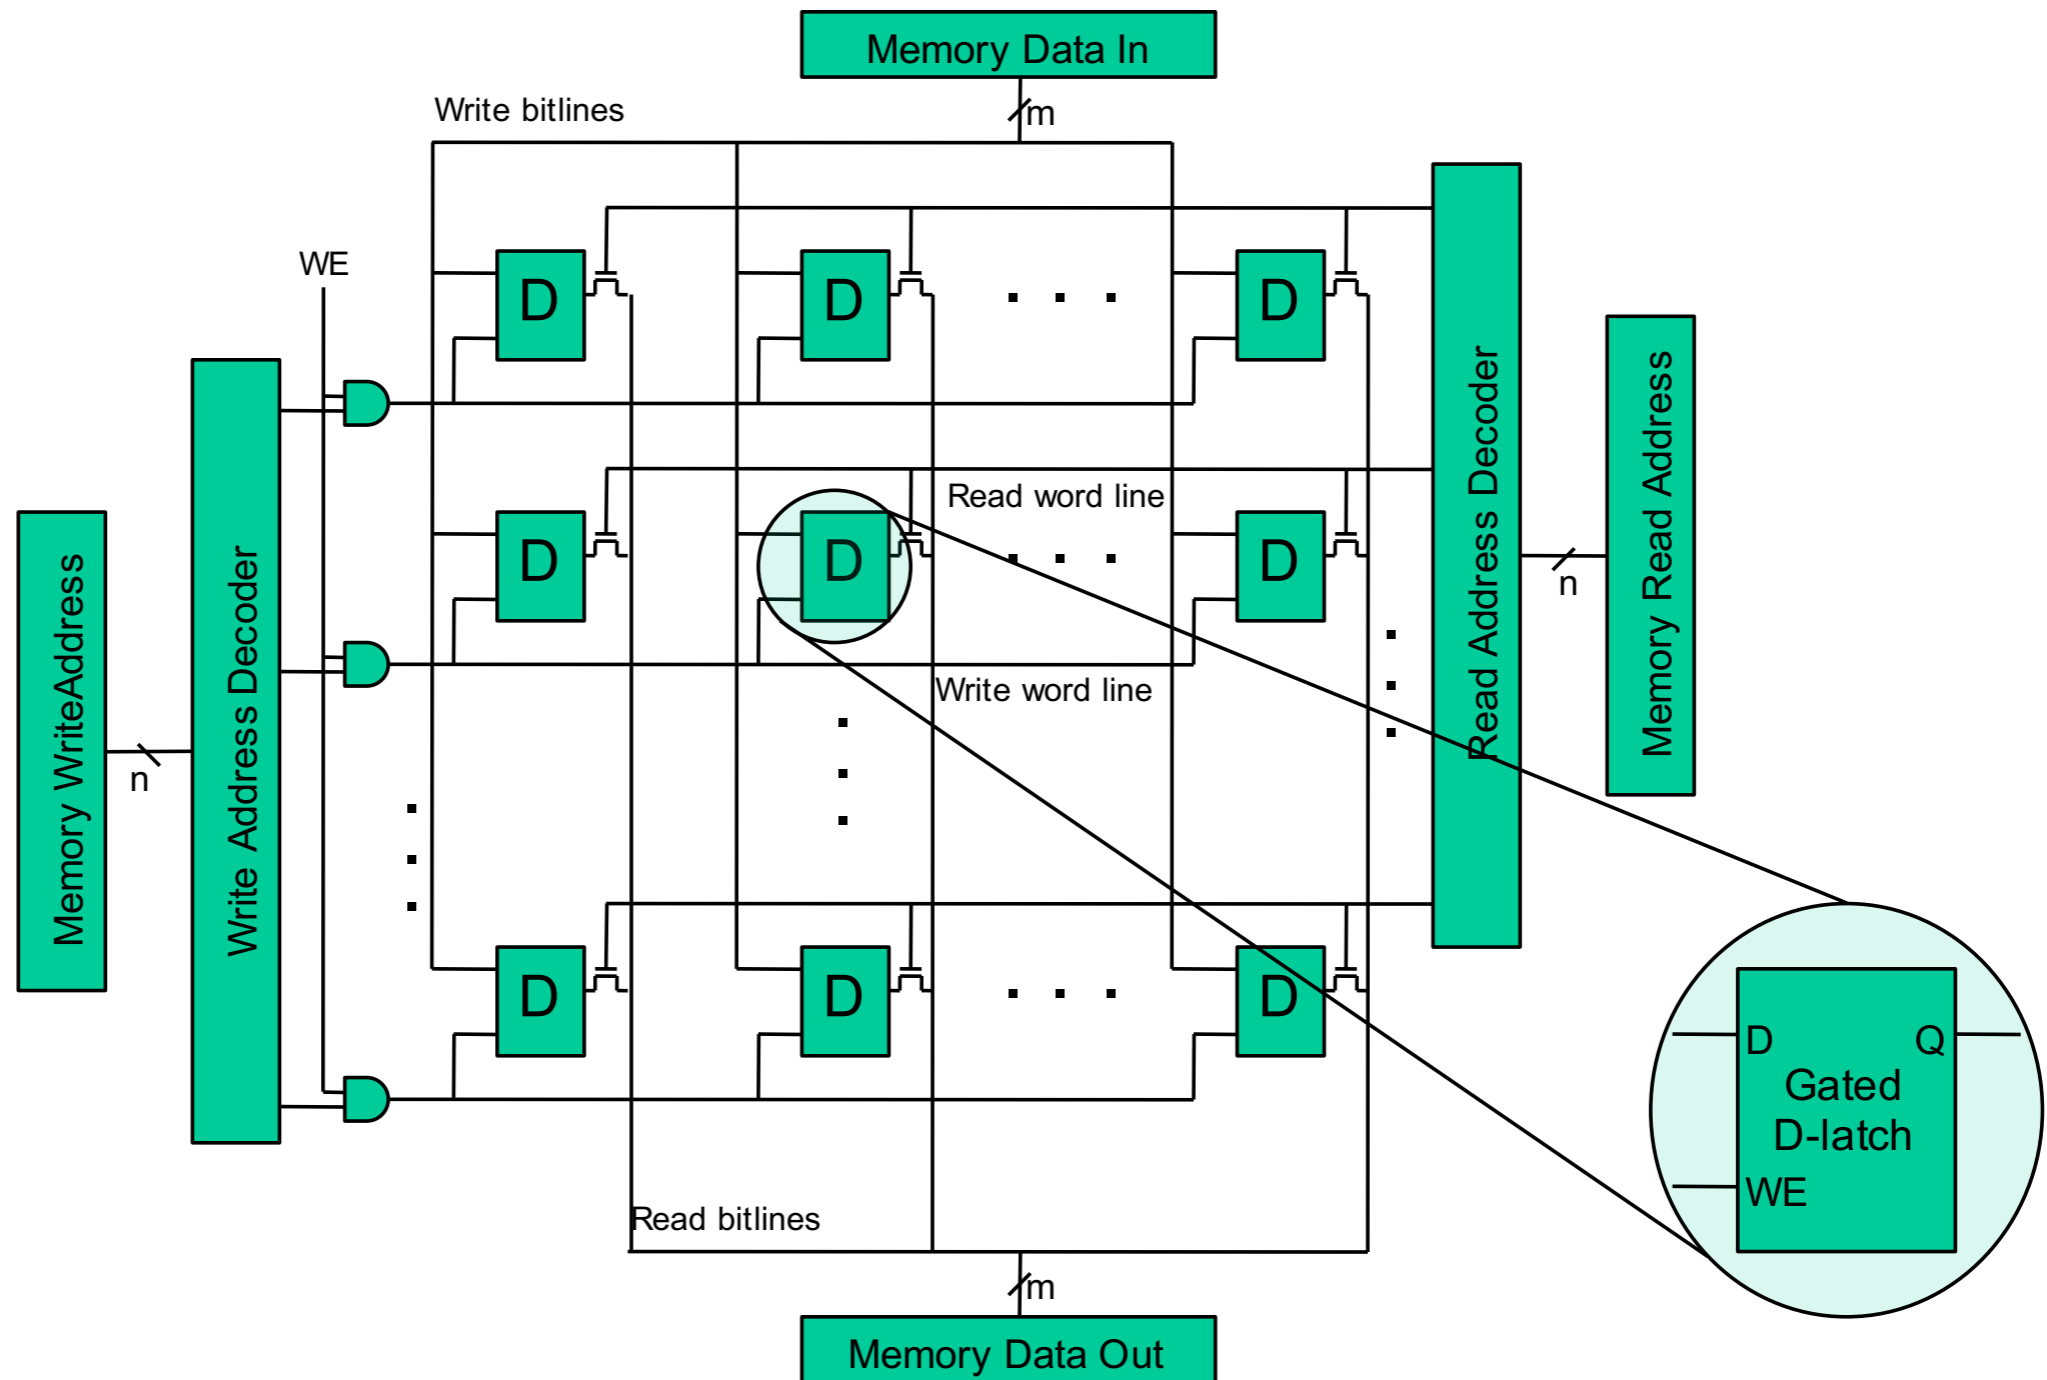 Memory Data In
m
Write bitlines
WE
D
D
D
Read word line
D
D
D
Write word line
Memory WriteAddress
n
Write Address Decoder
Read Address Decoder
n
Memory Read Address
D
D
D
D
Q
Gated
D-latch
WE
Read bitlines
m
Memory Data Out